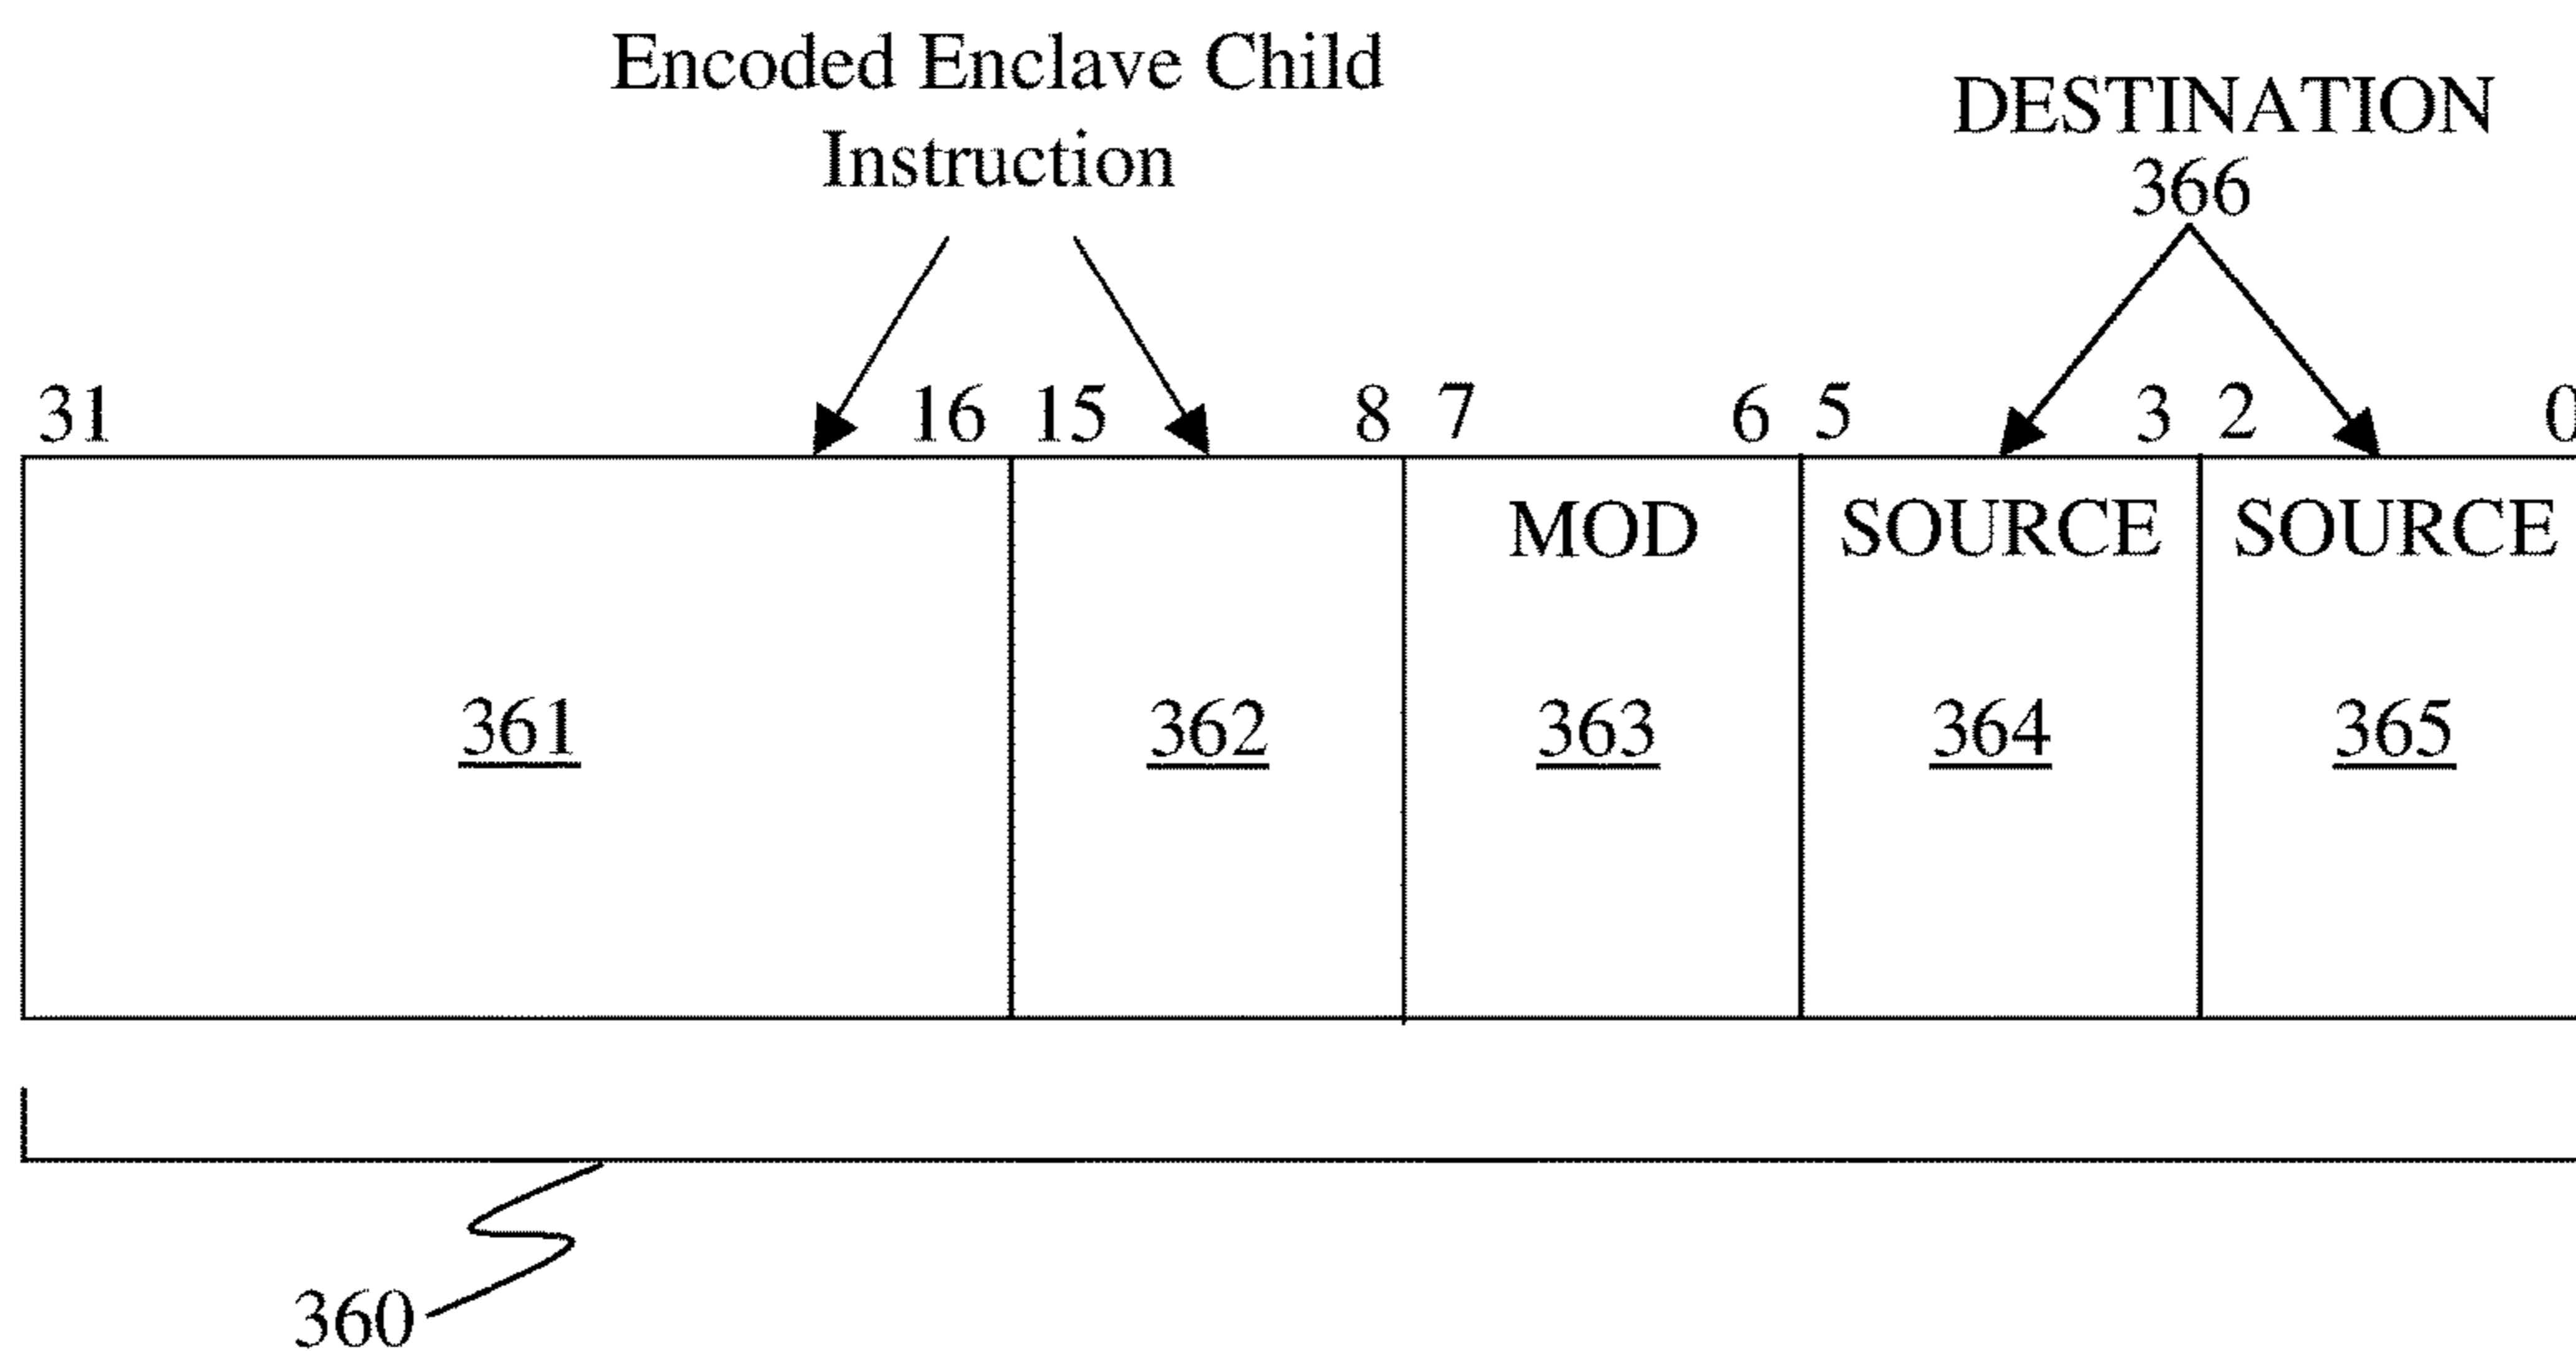 Encoded Enclave Child
Instruction
DESTINATION
366
31 16 15 8 7 6 5 3 2 0
MOD SOURCE SOURCE
361 362 363 364 365
360